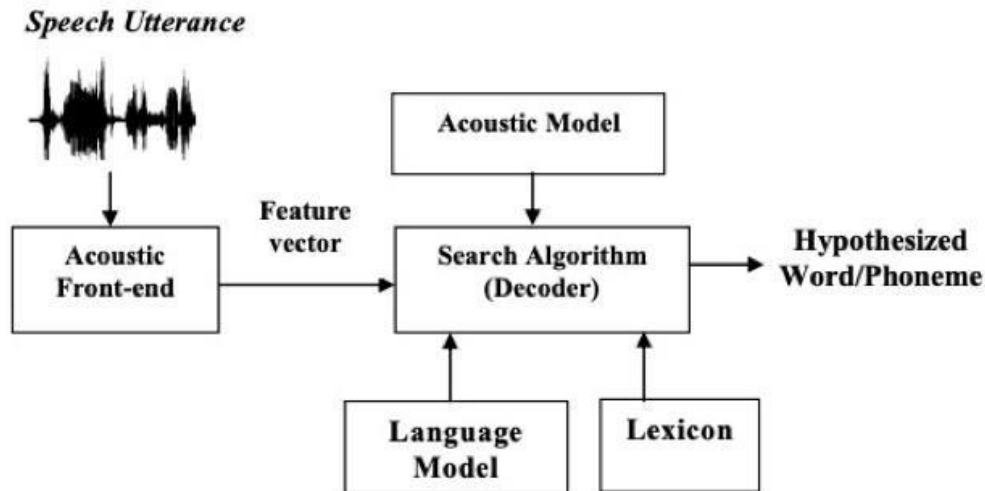 Speech Utterance
Acoustic Model
Feature
vector
Acoustic
Front-end
Search Algorithm
(Decoder)
Hypothesized
Word/Phoneme
Language
Model
Lexicon